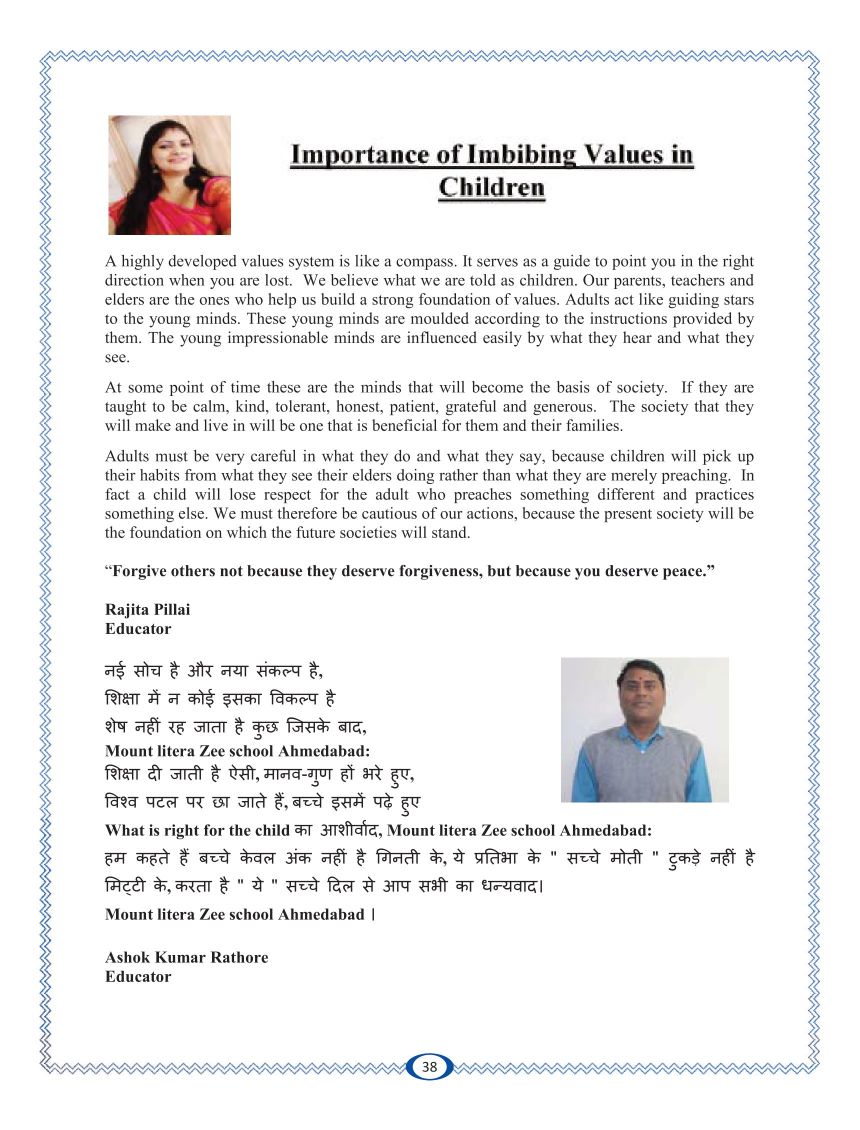 Importance of Imbibing Values in
Children
A highly developed values system is like a compass. It serves as a guide to point you in the right
direction when you are lost. We believe what we are told as children. Our parents, teachers and
elders are the ones who help us build a strong foundation of values. Adults act like guiding stars
to the young minds. These young minds are moulded according to the instructions provided by
them. The young impressionable minds are influenced easily by what they hear and what they
see.
At some point of time these are the minds that will become the basis of society. If they are
taught to be calm, kind, tolerant, honest, patient, grateful and generous. The society that they
will make and live in will be one that is beneficial for them and their families.
Adults must be very careful in what they do and what they say, because children will pick up
their habits from what they see their elders doing rather than what they are merely preaching. In
fact a child will lose respect for the adult who preaches something different and practices
something else. We must therefore be cautious of our actions, because the present society will be
the foundation on which the future societies will stand.
“Forgive others not because they deserve forgiveness, but because you deserve peace.”
Rajita Pillai
Educator
नई सोच है और नया संकल्प है,
शिक्षा में न कोई इसका विकल्प है
शेष नहीं रह जाता है कुछ जिसके बाद,
Mount litera Zee school Ahmedabad:
शिक्षा दी जाती है ऐसी, मानव-गुण हों भरे हुए,
विश्व पटल पर छा जाते हैं, बच्चे इसमें पढ़े हुए
What is right for the child का आशीर्वाद, Mount litera Zee school Ahmedabad:
हम कहते हैं बच्चे केवल अंक नहीं है गिनती के, ये प्रतिभा के " सच्चे मोती " टुकड़े नहीं है
मिट्टी के, करता है " ये " सच्चे दिल से आप सभी का धन्यवाद।
Mount litera Zee school Ahmedabad ।
Ashok Kumar Rathore
Educator
38